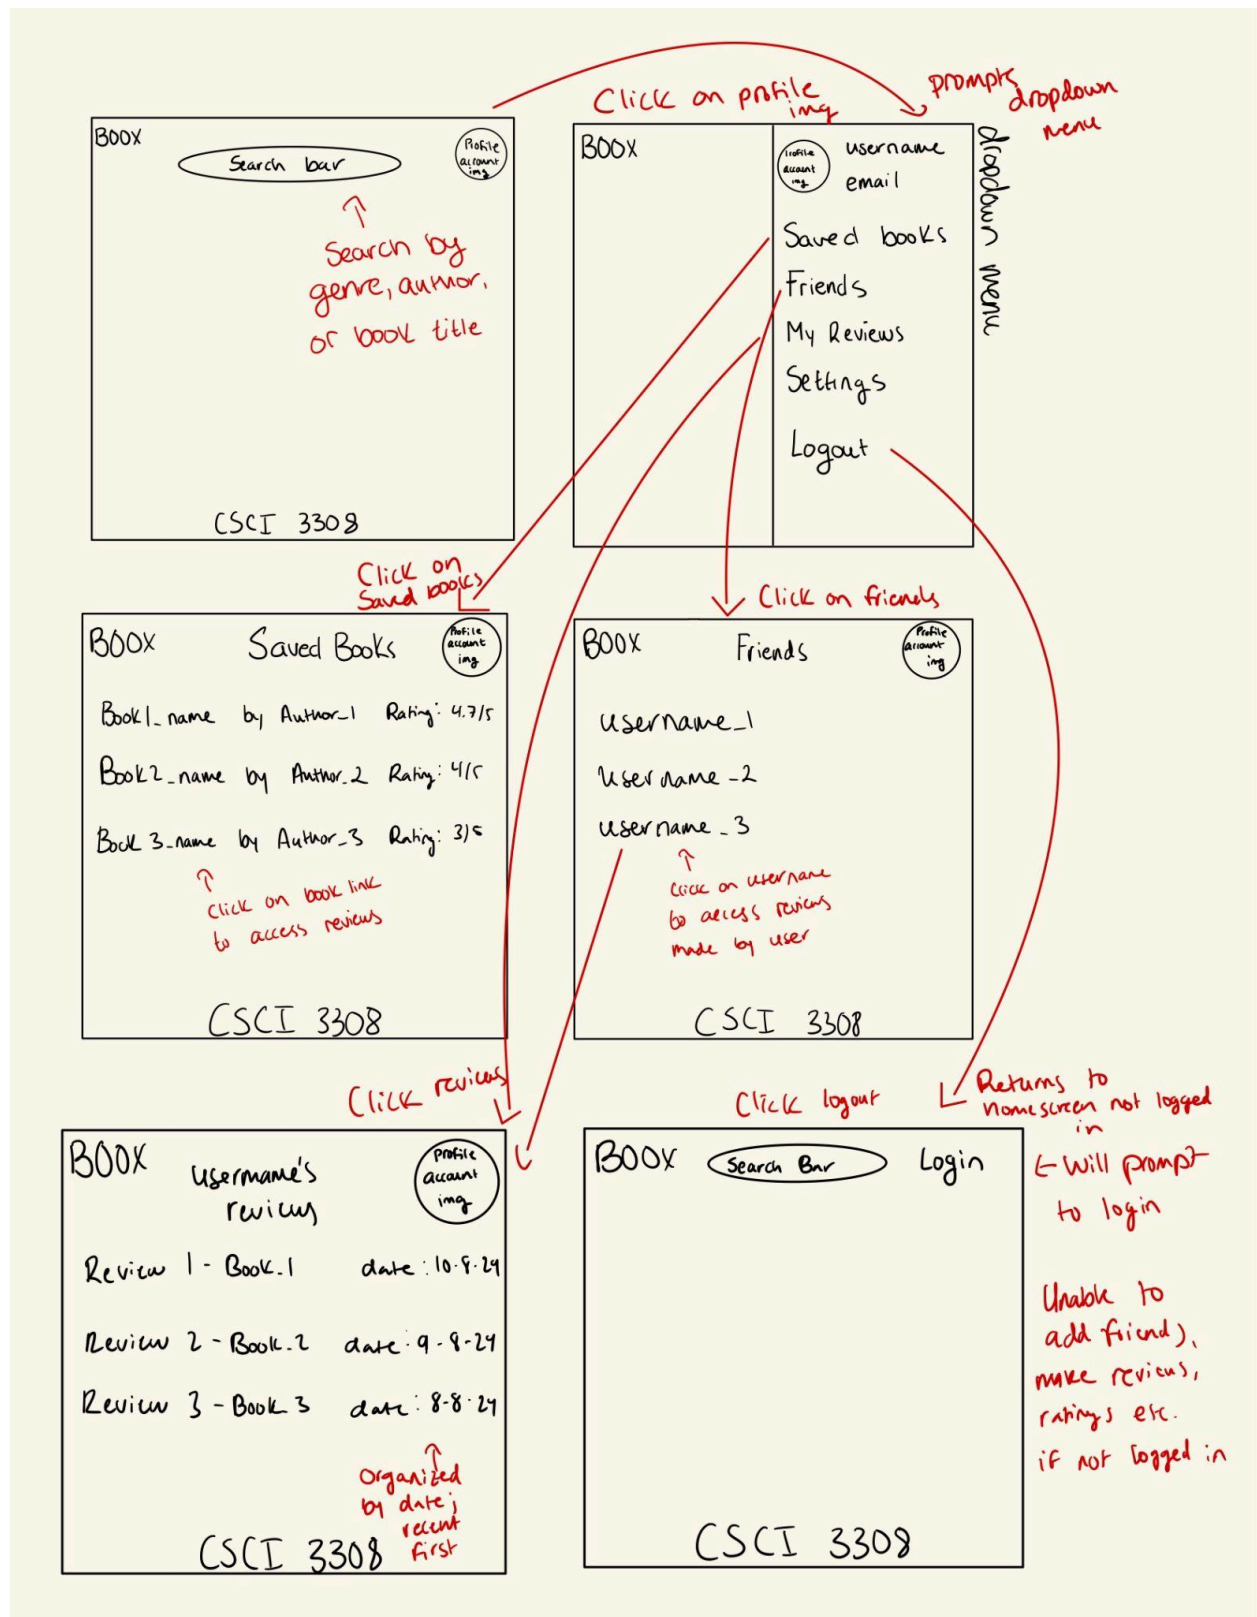 Click on profile
img
prompts
dropdown
menu
BOOX
Search bar
Profile
account
img
Search by
genre, author,
or book title
CSCI 3308
BOOX
Profile
account
img
username
email
Saved books
Friends
My Reviews
Settings
Logout
dropdown menu
Click on
Saved books
BOOX
Saved Books
Profile
account
img
Book1_name by Author_1 Rating: 4.7/5
Book2_name by Author_2 Rating: 4/5
Book 3_name by Author_3 Rating: 3/5
Click on book link
to access reviews
CSCI 3308
Click on friends
BOOX
Friends
Profile
account
img
username_1
username_2
username_3
Click on username
to access reviews
made by user
CSCI 3308
Click reviews
BOOX
Username's
reviews
Profile
account
img
Review 1 - Book_1 date: 10-8-24
Review 2 - Book_2 date: 9-8-24
Review 3 - Book 3 date: 8-8-24
Organized
by date;
recent
first
CSCI 3308
Click logout
Returns to
homescreen not logged
in
BOOX
Search Bar
Login
← Will prompt
to login
Unable to
add friends,
make reviews,
ratings etc.
if not logged in
CSCI 3308